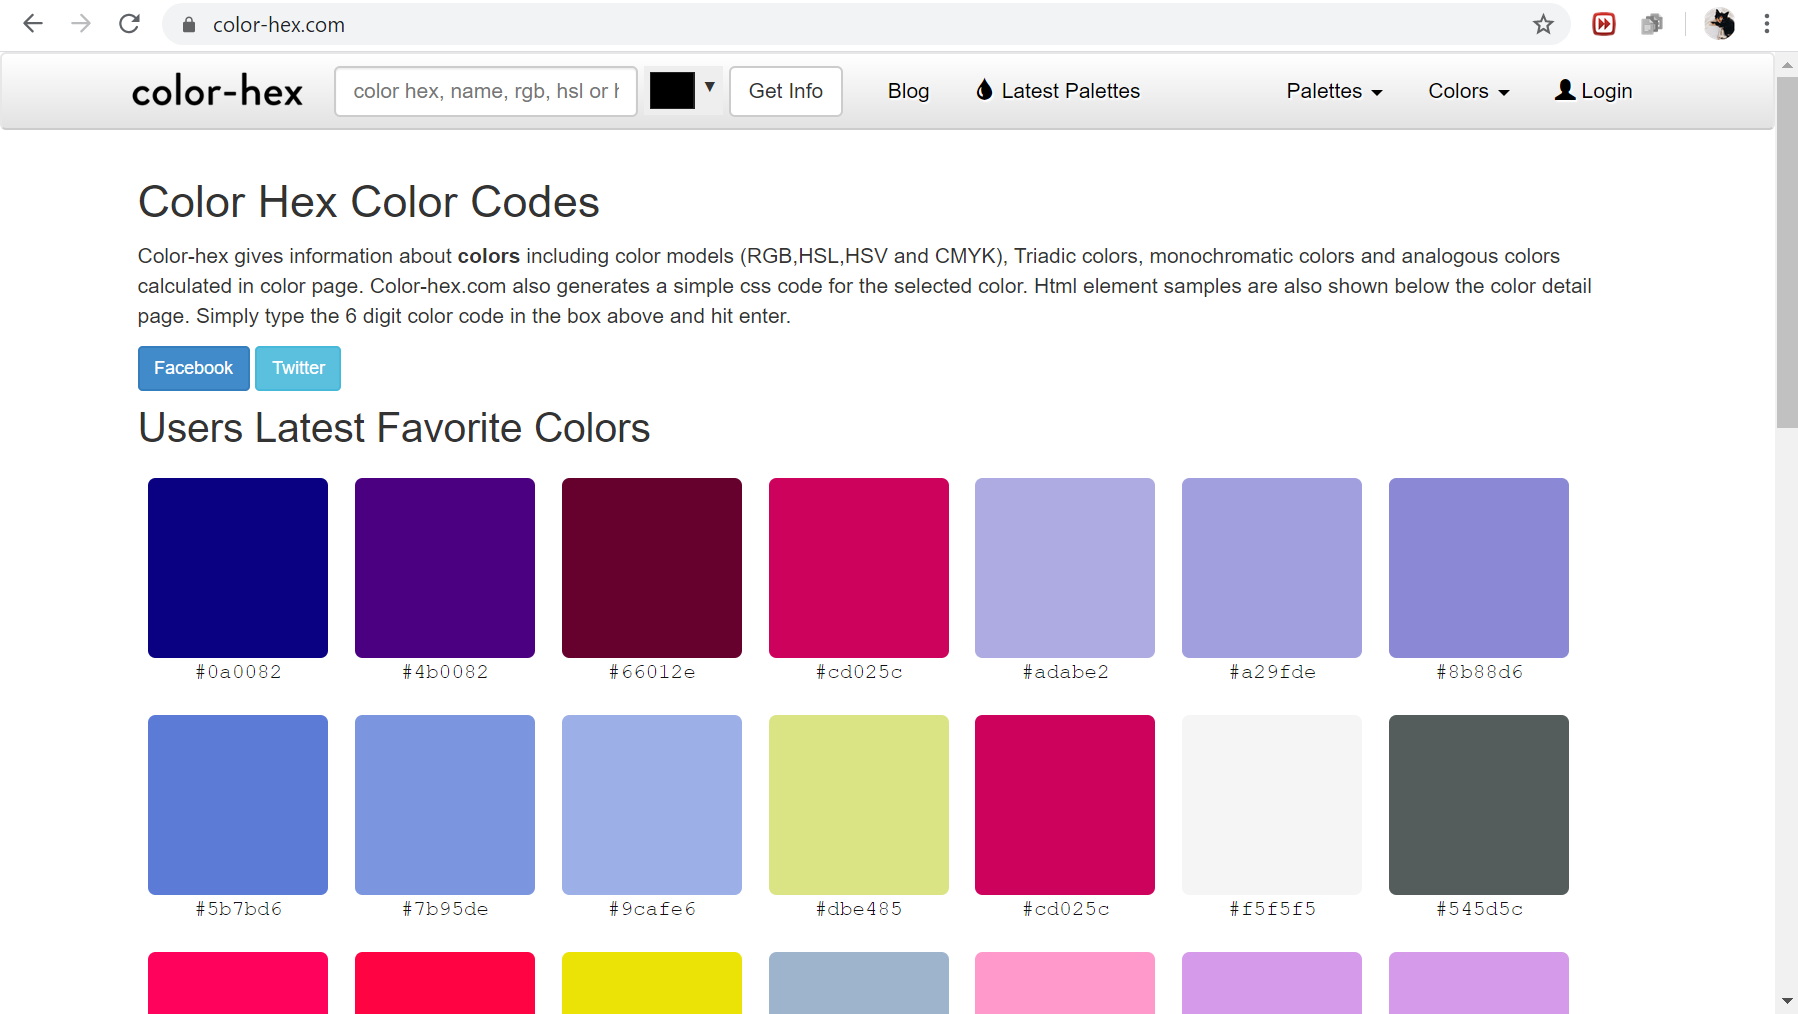 color-hex.com
color-hex color hex, name, rgb, hsl or h Get Info Blog Latest Palettes Palettes Colors Login
Color Hex Color Codes
Color-hex gives information about colors including color models (RGB,HSL,HSV and CMYK), Triadic colors, monochromatic colors and analogous colors
calculated in color page. Color-hex.com also generates a simple css code for the selected color. Html element samples are also shown below the color detail
page. Simply type the 6 digit color code in the box above and hit enter.
Facebook Twitter
Users Latest Favorite Colors
#0a0082 #4b0082 #66012e #cd025c #adabe2 #a29fde #8b88d6
#5b7bd6 #7b95de #9cafe6 #dbe485 #cd025c #f5f5f5 #545d5c